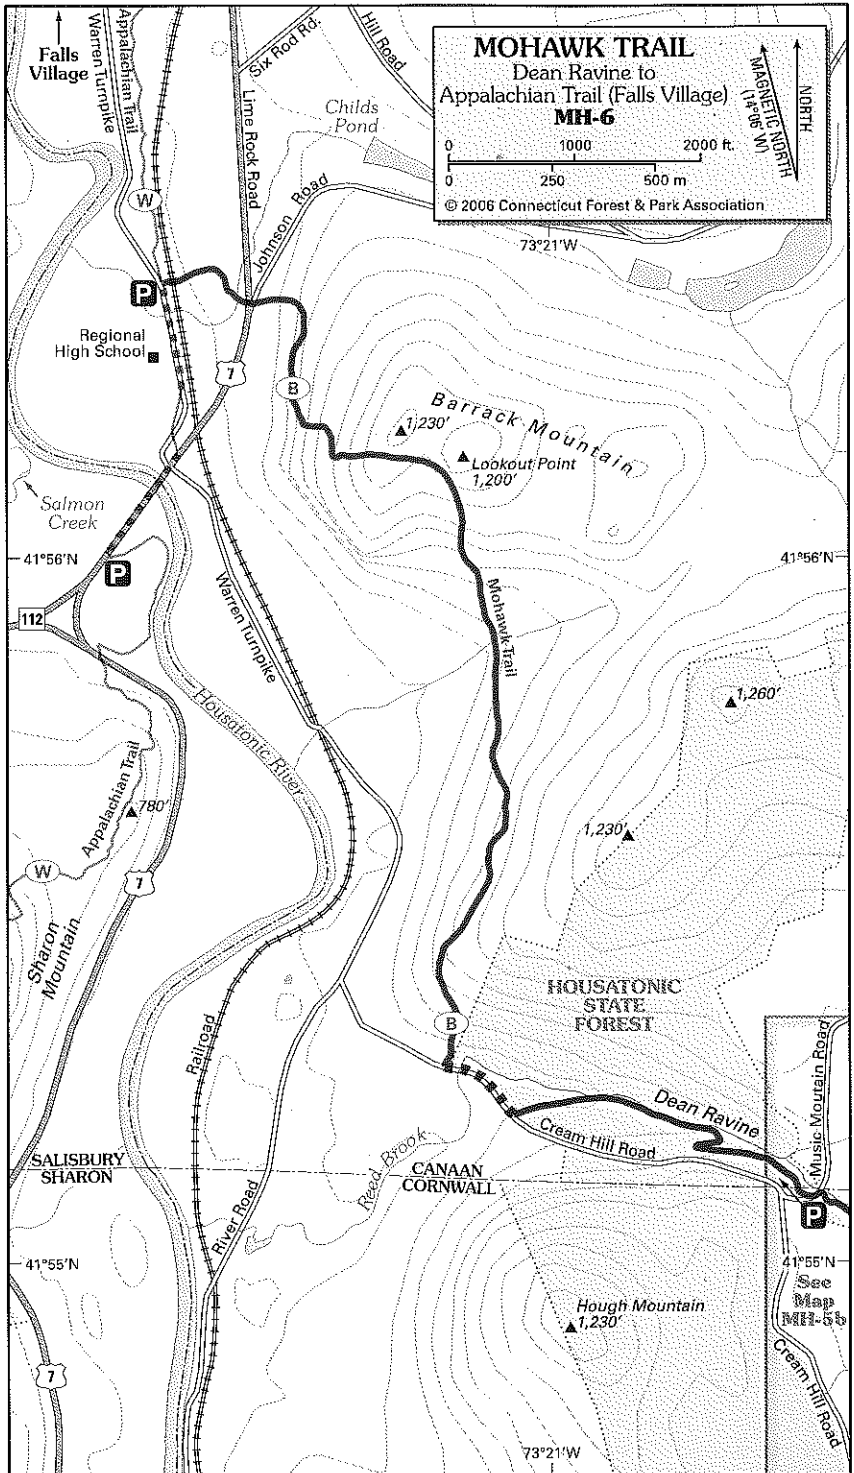 MOHAWK TRAIL
Dean Ravine to
Appalachian Trail (Falls Village)
MH-6
0 1000 2000 ft.
0 250 500 m
© 2006 Connecticut Forest & Park Association
MAGNETIC NORTH
(14°06' W)
NORTH
Falls
Village
Warren Turnpike
Appalachian Trail
Six Rod Rd.
Hill Road
Lime Rock Road
Childs
Pond
Johnson Road
73°21'W
W
P
Regional
High School
7
B
1,230'
Barrack Mountain
Lookout Point
1,200'
Salmon
Creek
41°56'N
41°56'N
P
112
Warren Turnpike
Mohawk Trail
Housatonic River
1,260'
Appalachian Trail
780'
1,230'
W
7
Sharon
Mountain
HOUSATONIC
STATE
FOREST
B
Railroad
Music Moutain Road
Dean Ravine
Cream Hill Road
Reed Brook
SALISBURY
SHARON
CANAAN
CORNWALL
River Road
P
41°55'N
41°55'N
See
Map
MH-5b
Hough Mountain
1,230'
Cream Hill Road
7
73°21'W